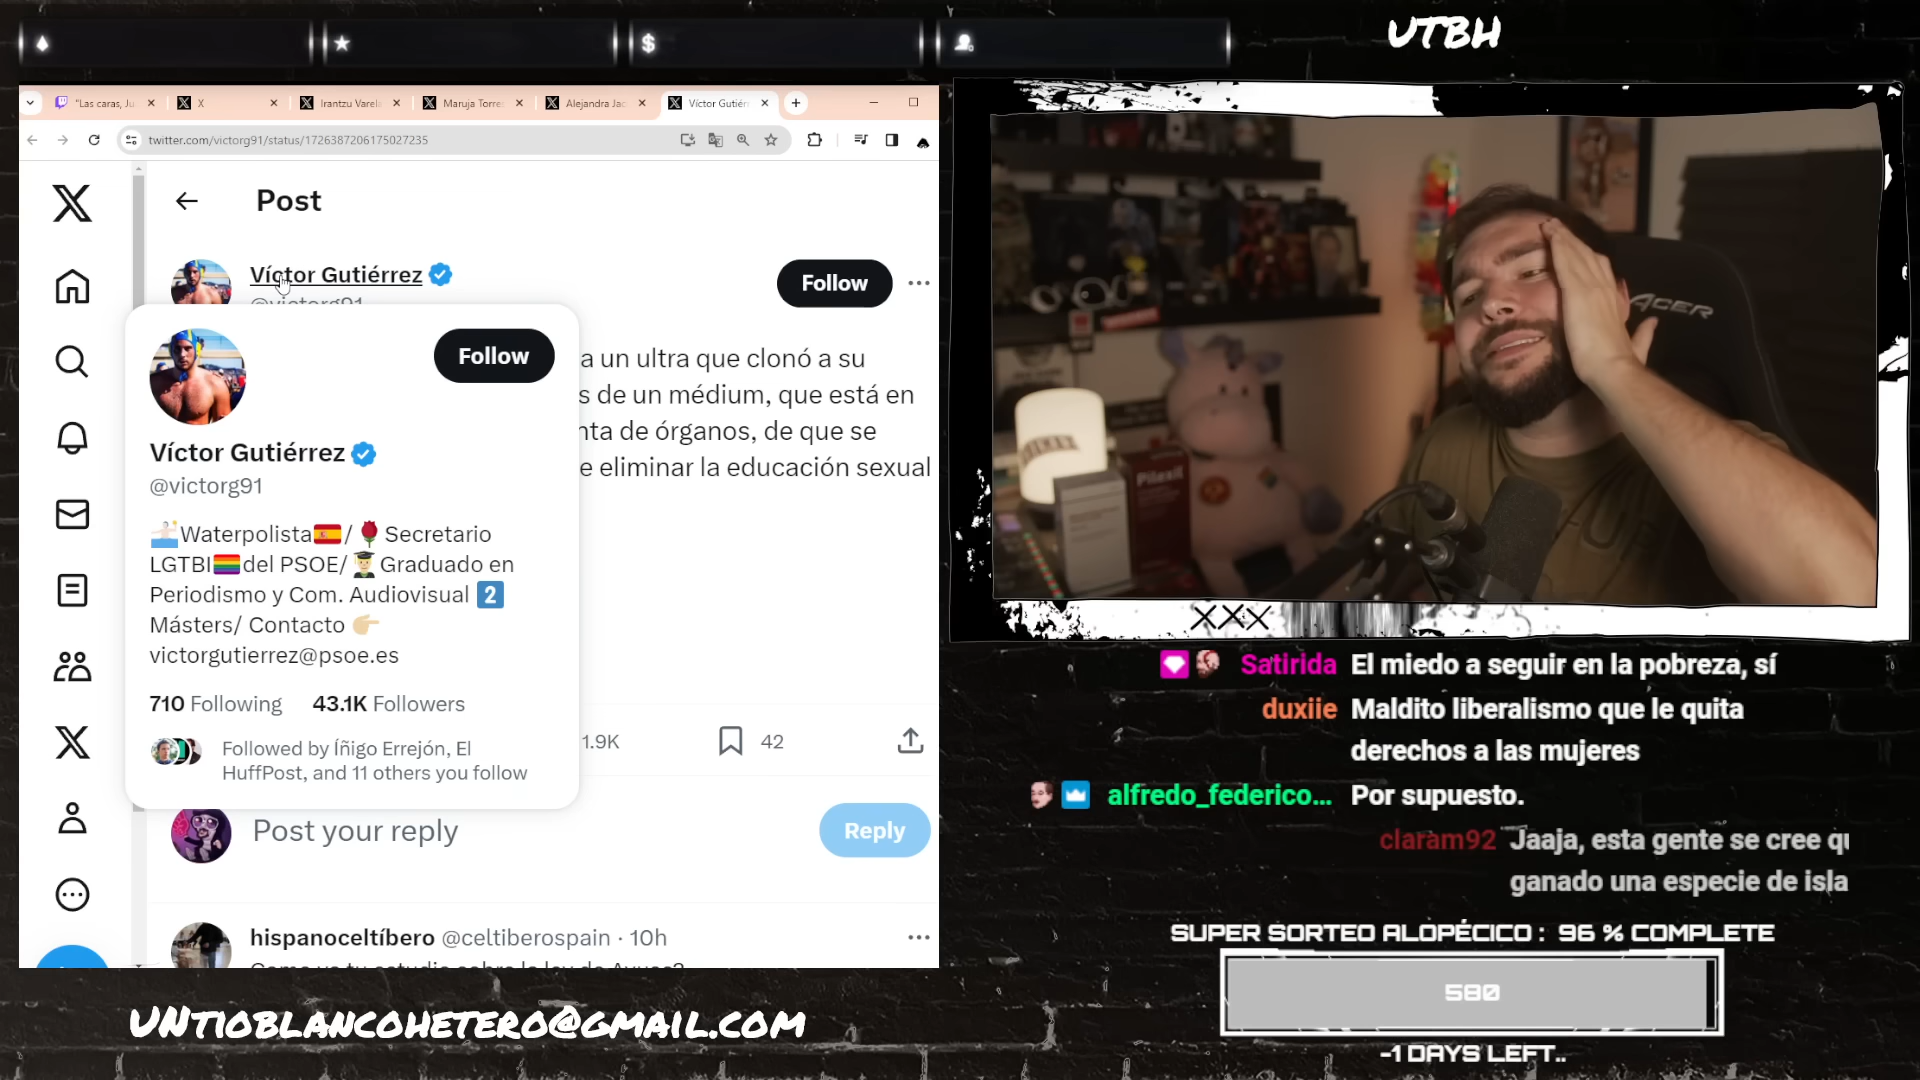 UTBH
"Las caras, Ju
X
Irantzu Varela
Maruja Torre
Alejandra Jac
Víctor Gutiérr
twitter.com/victorg91/status/1726387206175027235
Post
Víctor Gutiérrez
@victorg91
Follow
a un ultra que clonó a su
s de un médium, que está en
nta de órganos, de que se
e eliminar la educación sexual
Follow
Víctor Gutiérrez
@victorg91
Waterpolista / Secretario
LGTBI del PSOE/ Graduado en
Periodismo y Com. Audiovisual 2
Másters/ Contacto
victorgutierrez@psoe.es
710 Following 43.1K Followers
Followed by Íñigo Errejón, El
HuffPost, and 11 others you follow
1.9K
42
Post your reply
Reply
hispanoceltíbero @celtiberospain · 10h
ACER
Pilexil
XXX
Satirida El miedo a seguir en la pobreza, sí
duxiie Maldito liberalismo que le quita
derechos a las mujeres
alfredo_federico... Por supuesto.
claram92 Jaaja, esta gente se cree qu
ganado una especie de isla
SUPER SORTEO ALOPÉCICO : 96 % COMPLETE
580
-1 DAYS LEFT..
UNTIOBLANCOHETERO@GMAIL.COM